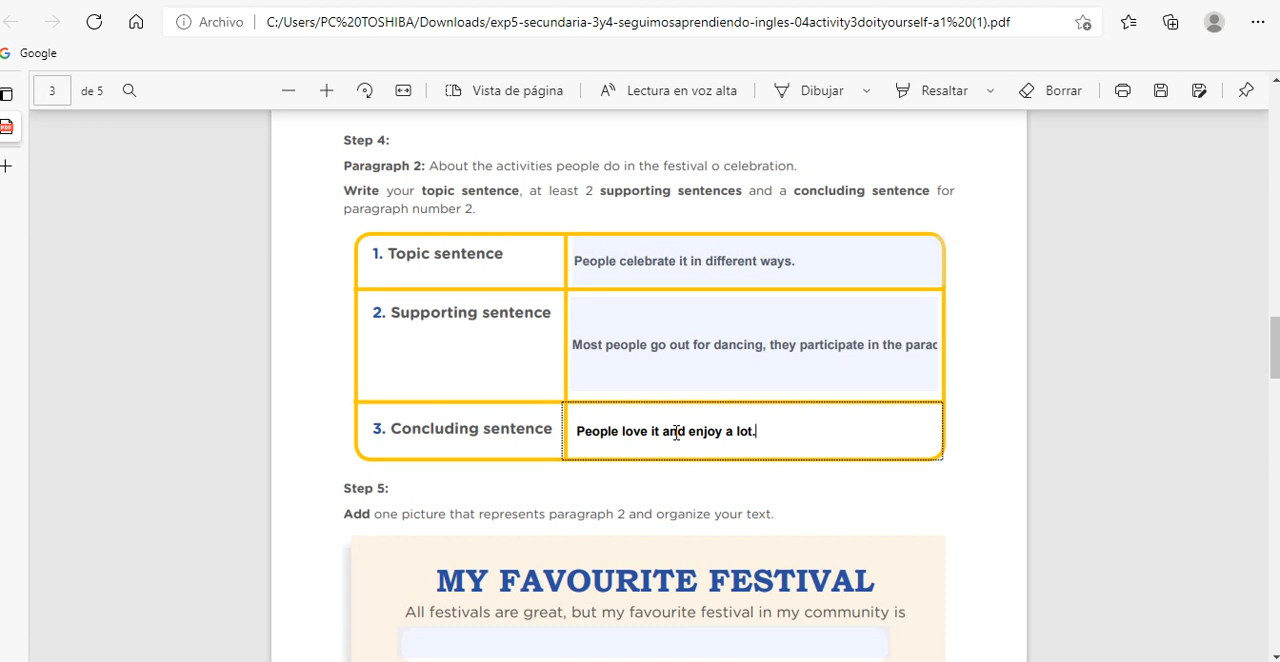 Archivo C:/Users/PC%20TOSHIBA/Downloads/exp5-secundaria-3y4-seguimosaprendiendo-ingles-04activity3doityourself-a1%20(1).pdf
Google
3 de 5 Vista de página Lectura en voz alta Dibujar Resaltar Borrar
PDF
Step 4:
Paragraph 2: About the activities people do in the festival o celebration.
Write your topic sentence, at least 2 supporting sentences and a concluding sentence for
paragraph number 2.
1. Topic sentence
People celebrate it in different ways.
2. Supporting sentence
Most people go out for dancing, they participate in the parac
3. Concluding sentence
People love it and enjoy a lot.
Step 5:
Add one picture that represents paragraph 2 and organize your text.
MY FAVOURITE FESTIVAL
All festivals are great, but my favourite festival in my community is